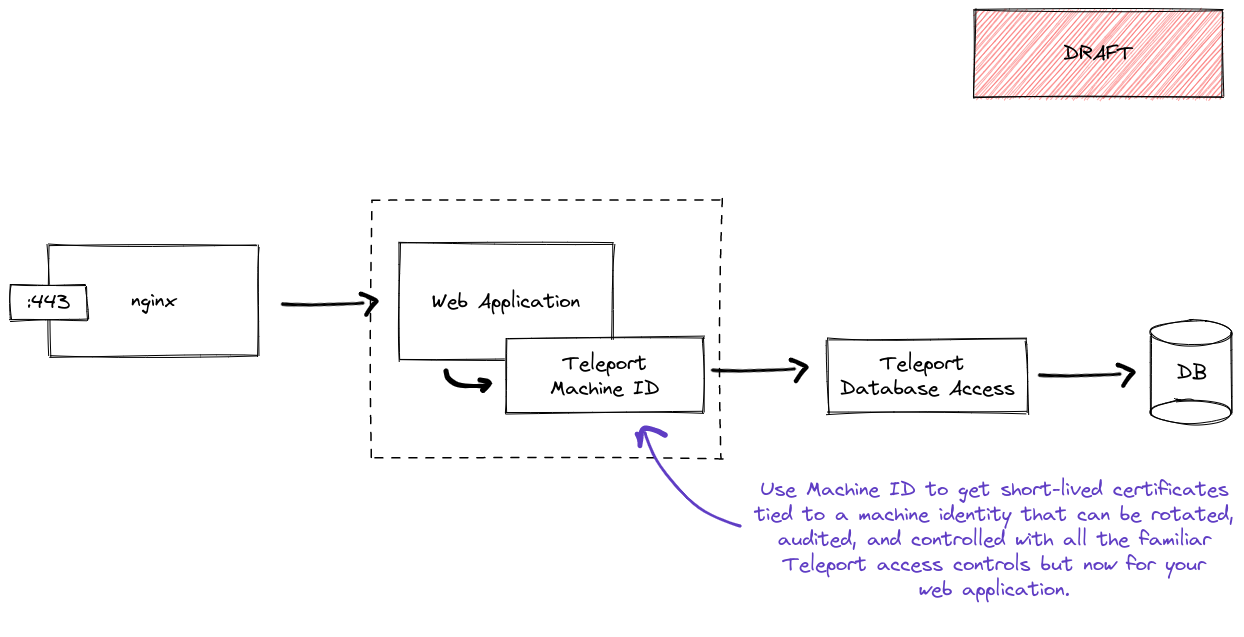 DRAFT
:443
nginx
Web Application
Teleport
Machine ID
Teleport
Database Access
DB
Use Machine ID to get short-lived certificates
tied to a machine identity that can be rotated,
audited, and controlled with all the familiar
Teleport access controls but now for your
web application.